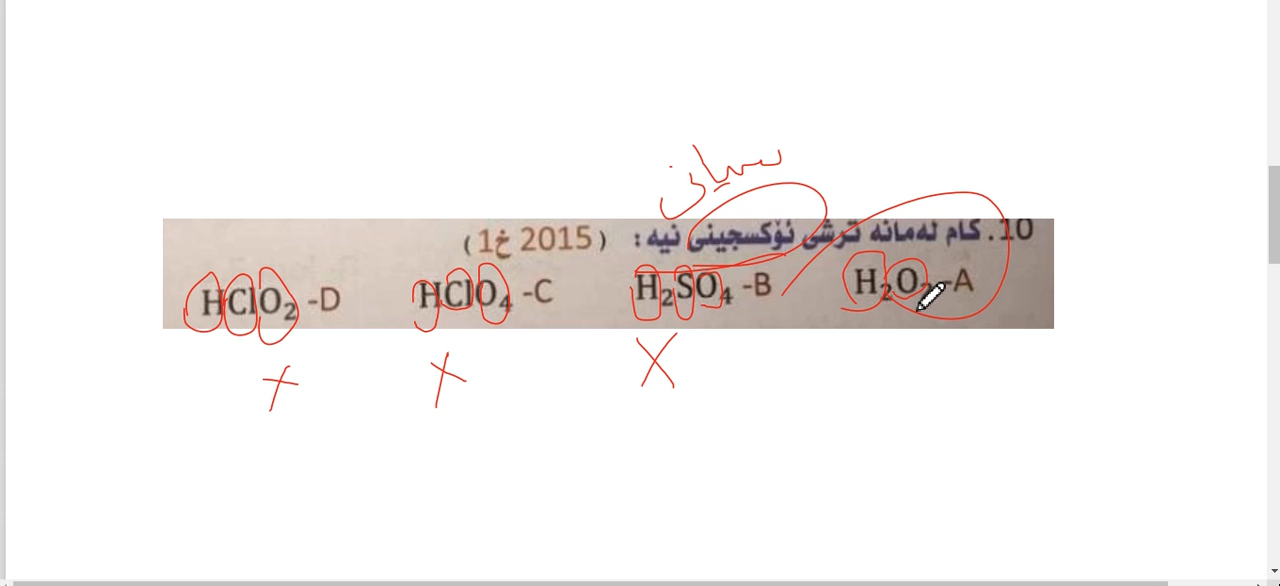 سیانی
10. کام لەمانە ترشی ئۆکسجینی نیە : ( 2015 خ1 )
H₂O₂ -A H₂SO₄ -B HClO₄ -C HClO₂ -D
X X X